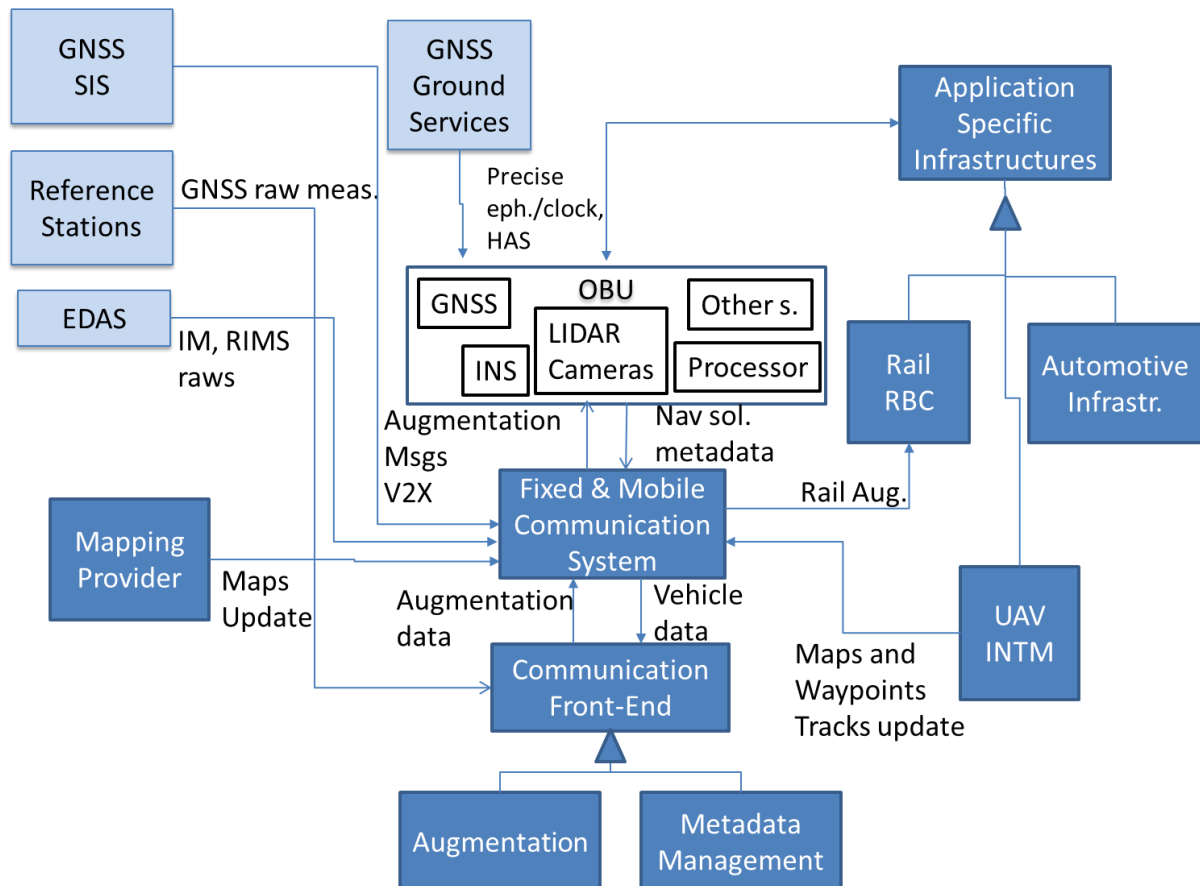 GNSS
SIS
GNSS
Ground
Services
Application
Specific
Infrastructures
Reference
Stations
GNSS raw meas.
Precise
eph./clock,
HAS
EDAS
IM, RIMS
raws
OBU
GNSS
Other s.
LIDAR
Cameras
INS
Processor
Rail
RBC
Automotive
Infrastr.
Augmentation
Msgs
V2X
Nav sol.
metadata
Fixed & Mobile
Communication
System
Rail Aug.
Mapping
Provider
Maps
Update
Augmentation
data
Vehicle
data
UAV
INTM
Maps and
Waypoints
Tracks update
Communication
Front-End
Augmentation
Metadata
Management